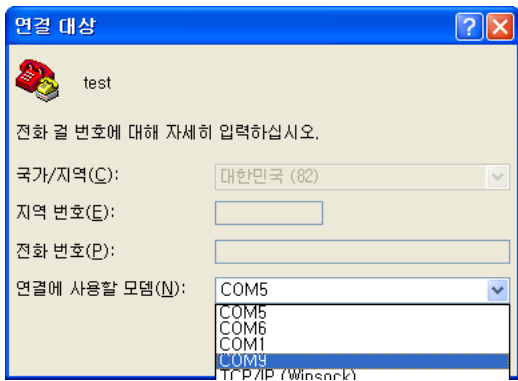 연결 대상
test
전화 걸 번호에 대해 자세히 입력하십시오.
국가/지역(C):
대한민국 (82)
지역 번호(E):
전화 번호(P):
연결에 사용할 모뎀(N):
COM5
COM5
COM6
COM1
COM9
TCP/IP (Winsock)